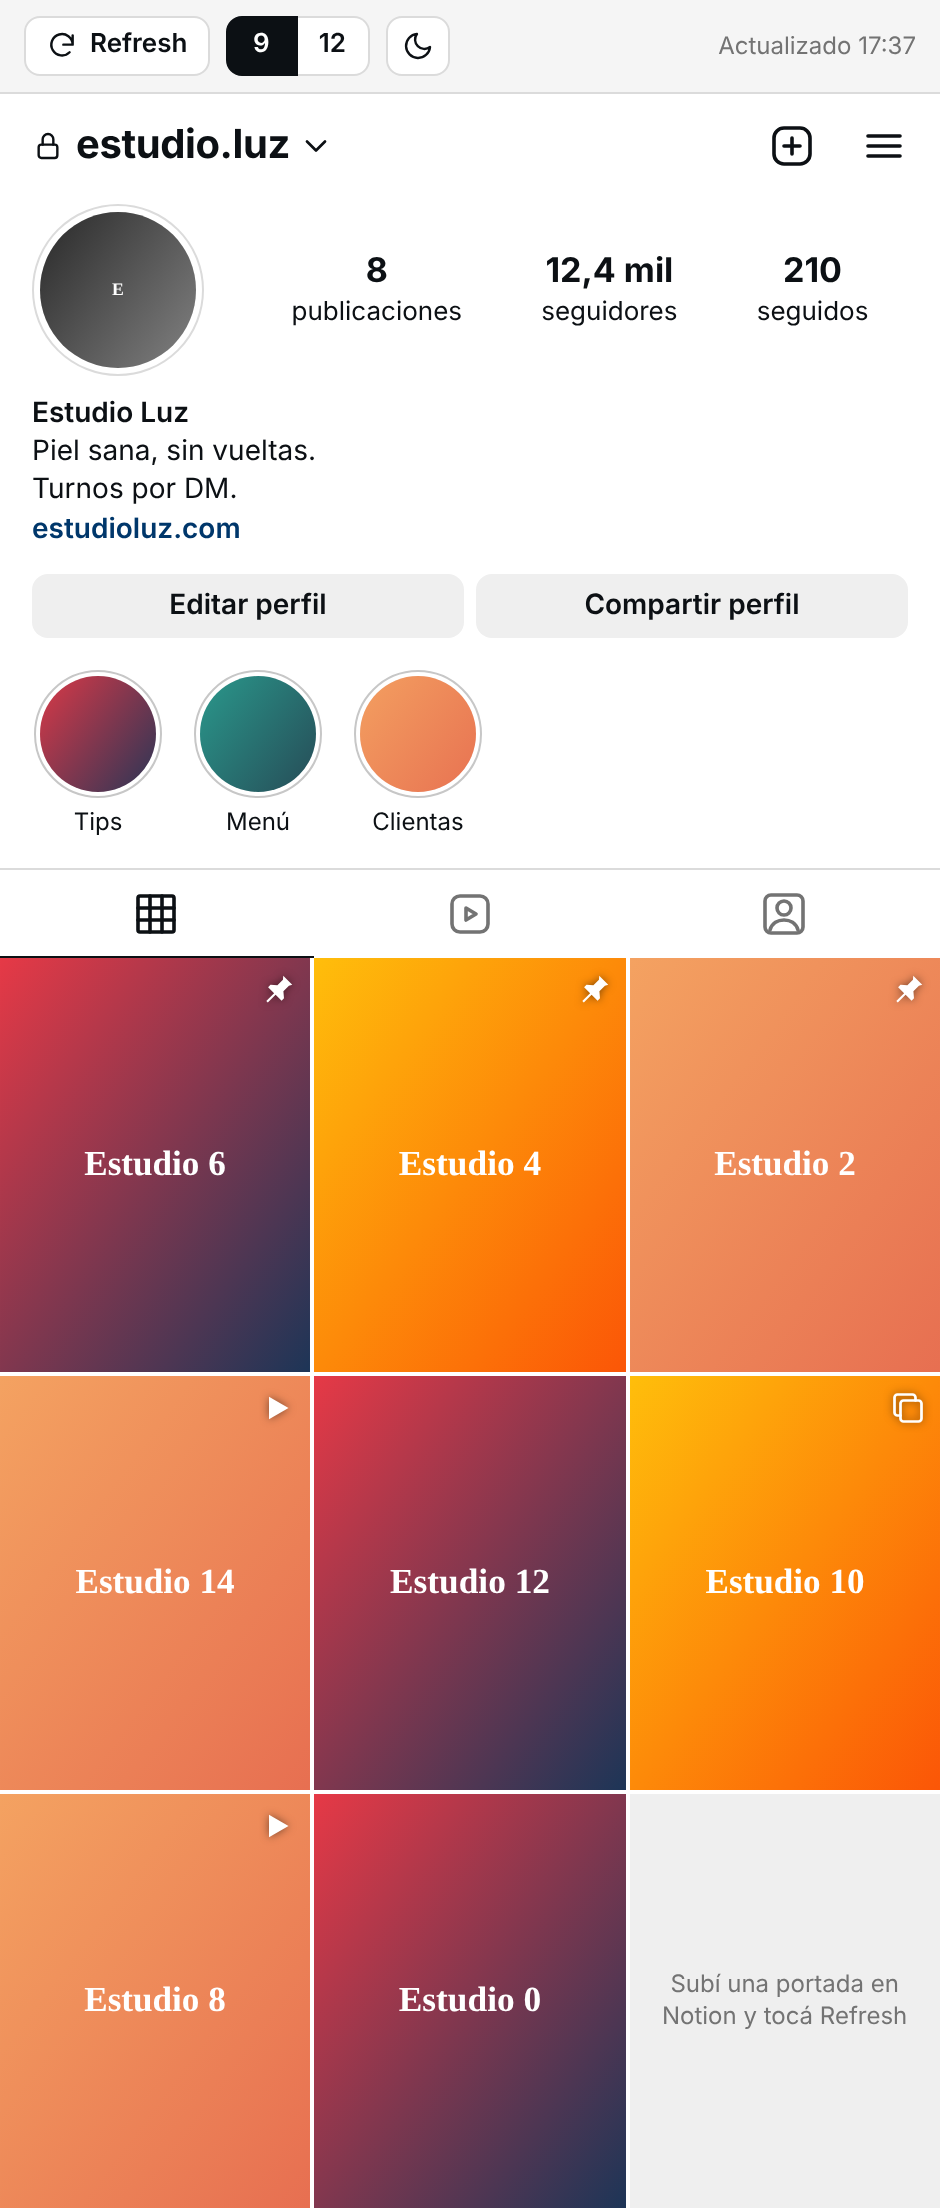 Refresh
9
12
Actualizado 17:37
estudio.luz
E
8
publicaciones
12,4 mil
seguidores
210
seguidos
Estudio Luz
Piel sana, sin vueltas.
Turnos por DM.
estudioluz.com
Editar perfil
Compartir perfil
Tips
Menú
Clientas
Estudio 6
Estudio 4
Estudio 2
Estudio 14
Estudio 12
Estudio 10
Estudio 8
Estudio 0
Subí una portada en
Notion y tocá Refresh